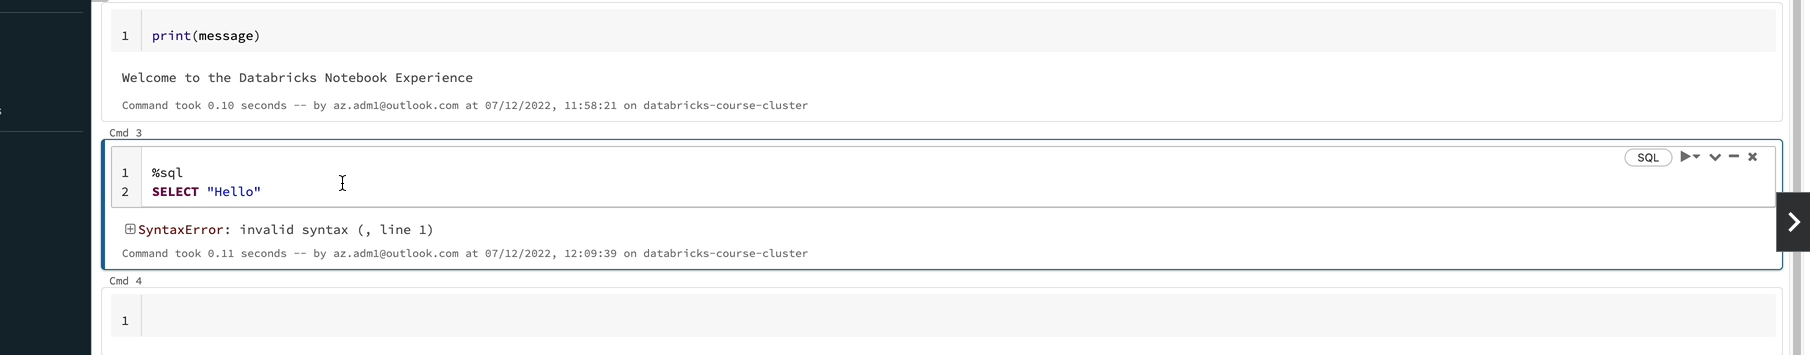 1 print(message)
Welcome to the Databricks Notebook Experience
Command took 0.10 seconds -- by az.adm1@outlook.com at 07/12/2022, 11:58:21 on databricks-course-cluster
Cmd 3
SQL
1 %sql
2 SELECT "Hello"
SyntaxError: invalid syntax (, line 1)
Command took 0.11 seconds -- by az.adm1@outlook.com at 07/12/2022, 12:09:39 on databricks-course-cluster
Cmd 4
1